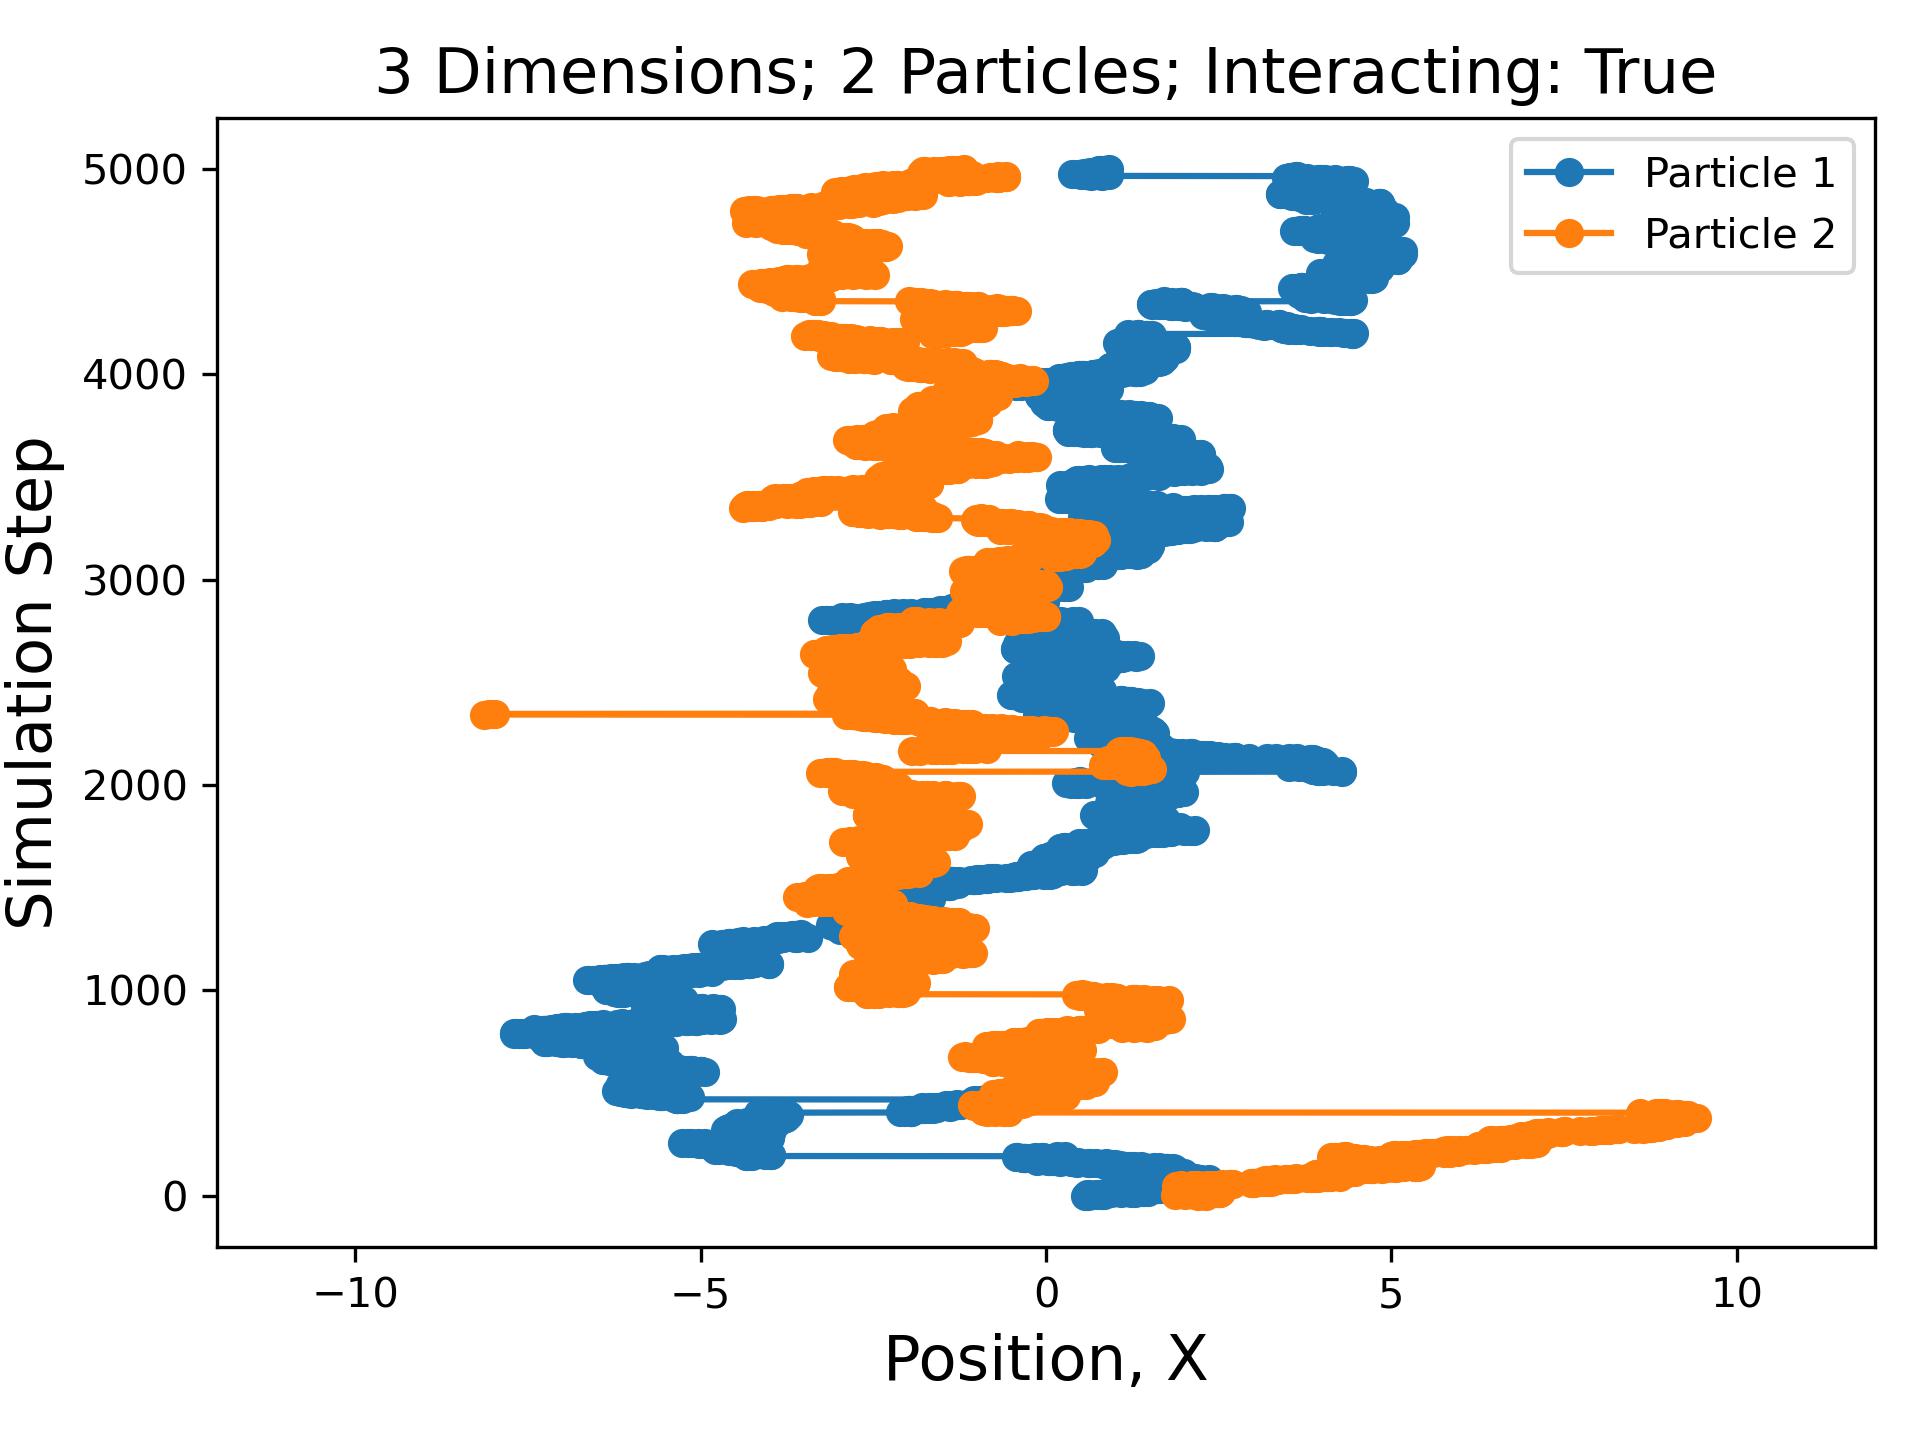 3 Dimensions; 2 Particles; Interacting: True
Particle 1
Particle 2
Simulation Step
5000
4000
3000
2000
1000
0
−10
−5
0
5
10
Position, X